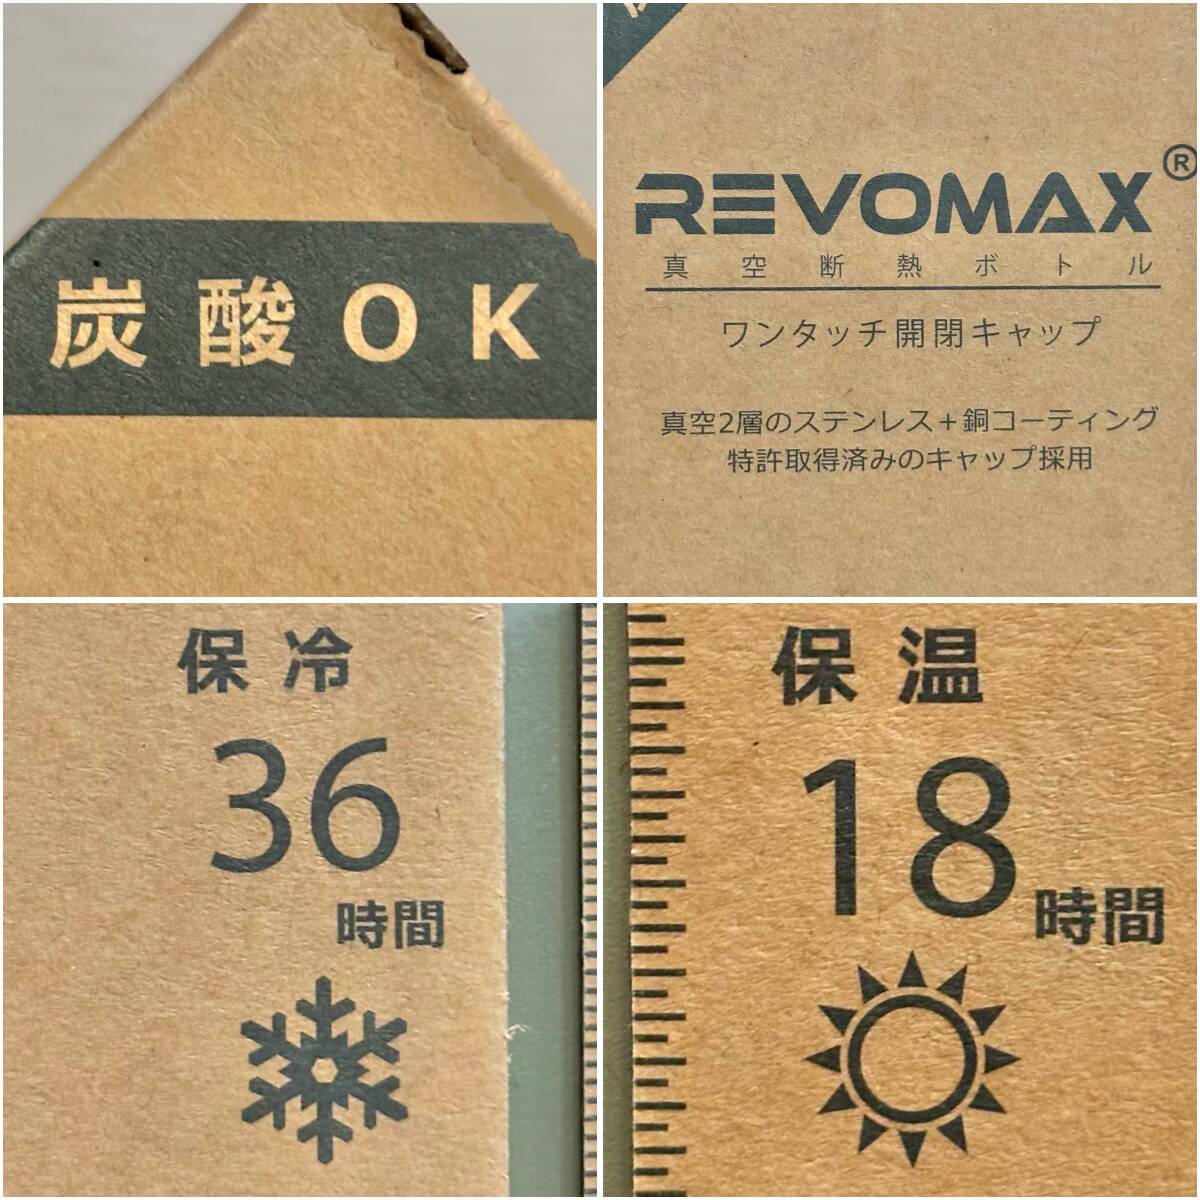 炭酸OK
REVOMAX®
真空断熱ボトル
ワンタッチ開閉キャップ
真空2層のステンレス+銅コーティング
特許取得済みのキャップ採用
保冷
36
時間
保温
18
時間